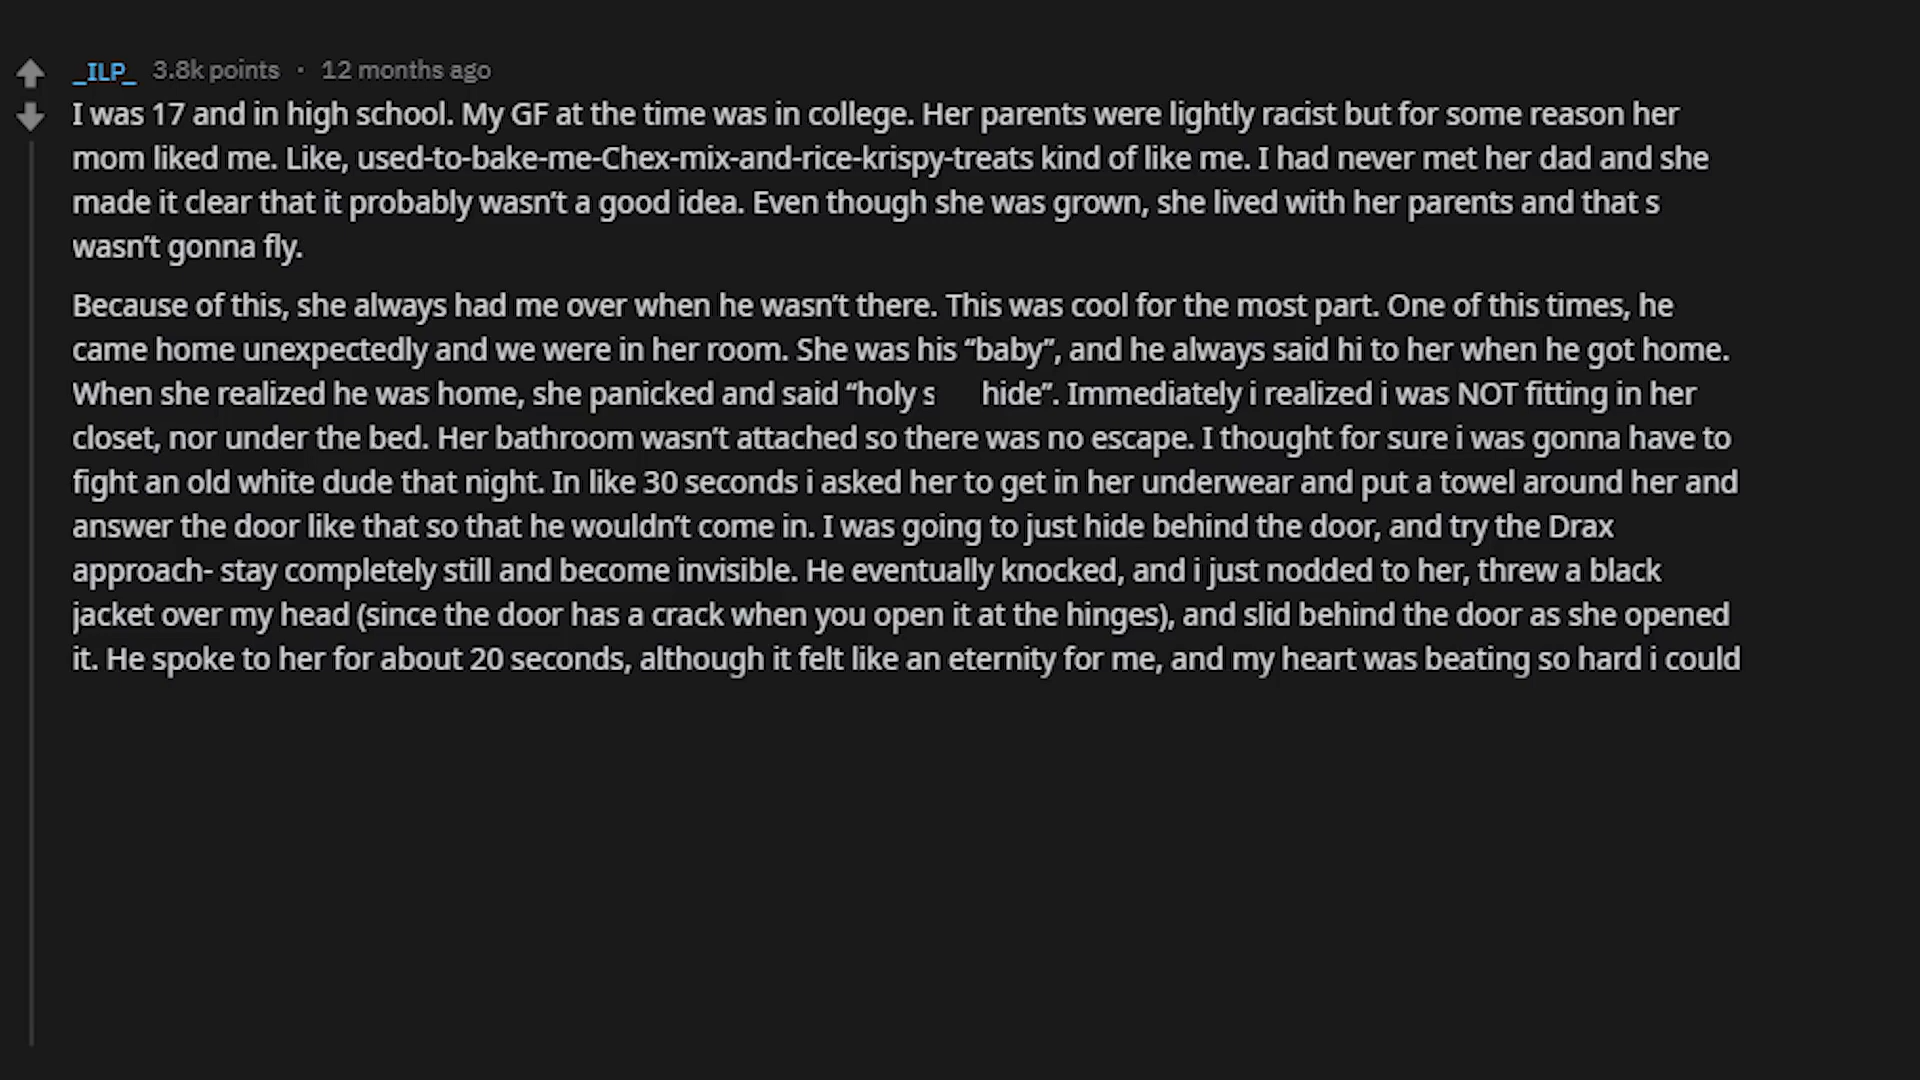 _ILP_ 3.8k points · 12 months ago
I was 17 and in high school. My GF at the time was in college. Her parents were lightly racist but for some reason her
mom liked me. Like, used-to-bake-me-Chex-mix-and-rice-krispy-treats kind of like me. I had never met her dad and she
made it clear that it probably wasn’t a good idea. Even though she was grown, she lived with her parents and that s
wasn’t gonna fly.
Because of this, she always had me over when he wasn’t there. This was cool for the most part. One of this times, he
came home unexpectedly and we were in her room. She was his “baby”, and he always said hi to her when he got home.
When she realized he was home, she panicked and said “holy s hide”. Immediately i realized i was NOT fitting in her
closet, nor under the bed. Her bathroom wasn’t attached so there was no escape. I thought for sure i was gonna have to
fight an old white dude that night. In like 30 seconds i asked her to get in her underwear and put a towel around her and
answer the door like that so that he wouldn’t come in. I was going to just hide behind the door, and try the Drax
approach- stay completely still and become invisible. He eventually knocked, and i just nodded to her, threw a black
jacket over my head (since the door has a crack when you open it at the hinges), and slid behind the door as she opened
it. He spoke to her for about 20 seconds, although it felt like an eternity for me, and my heart was beating so hard i could